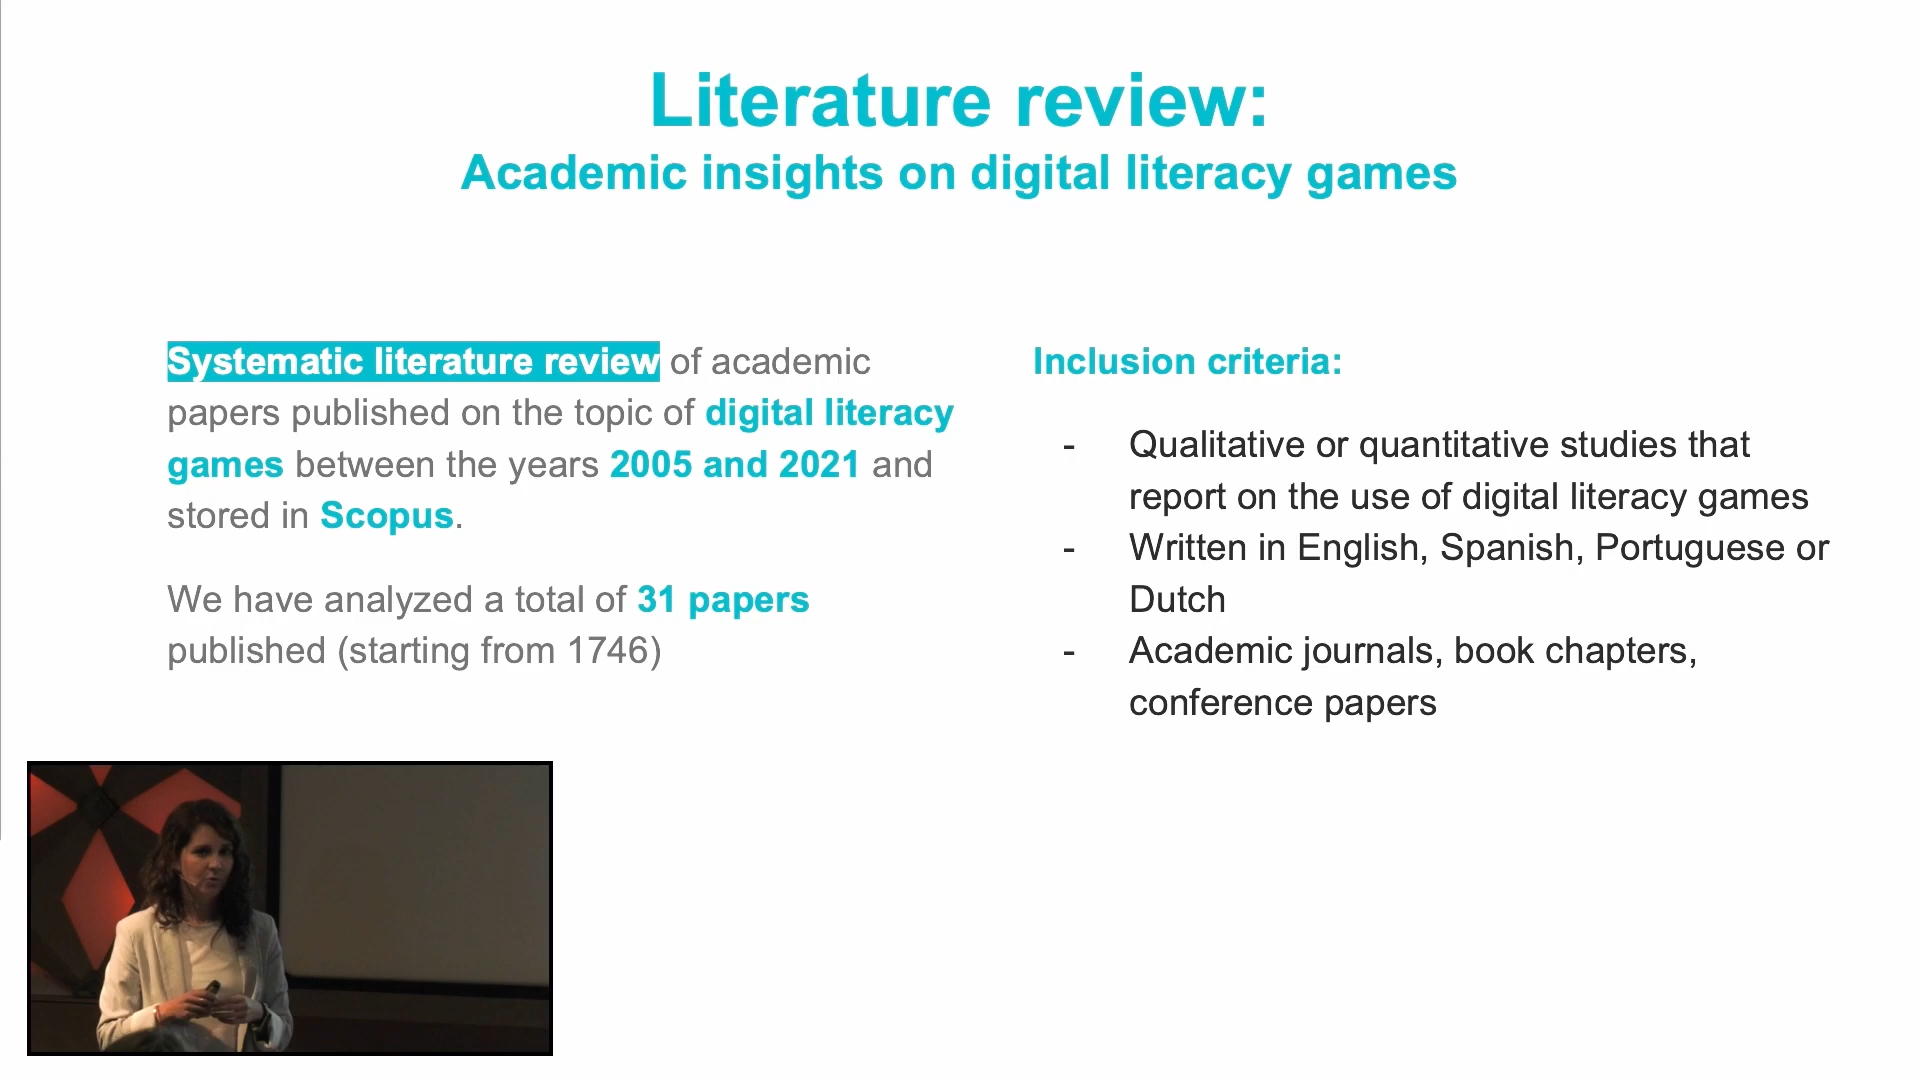 Literature review:
Academic insights on digital literacy games
Systematic literature review of academic
papers published on the topic of digital literacy
games between the years 2005 and 2021 and
stored in Scopus.
We have analyzed a total of 31 papers
published (starting from 1746)
Inclusion criteria:
- Qualitative or quantitative studies that
report on the use of digital literacy games
- Written in English, Spanish, Portuguese or
Dutch
- Academic journals, book chapters,
conference papers